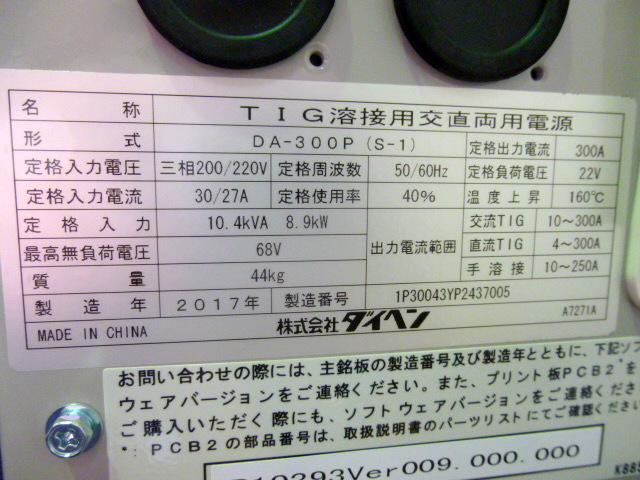 名称 TIG溶接用交直両用電源
形式 DA-300P (S-1) 定格出力電流 300A
定格入力電圧 三相200/220V 定格周波数 50/60Hz 定格負荷電圧 22V
定格入力電流 30/27A 定格使用率 40% 温度上昇 160℃
定格入力 10.4kVA 8.9kW 出力電流範囲 交流TIG 10~300A
最高無負荷電圧 68V 直流TIG 4~300A
質量 44kg 手溶接 10~250A
製造年 2017年 製造番号 1P30043YP2437005
MADE IN CHINA 株式会社ダイヘン A7271A
お問い合わせの際には、主銘板の製造番号及び製造年とともに、下記ソフ
ウェアバージョンをご連絡ください。また、プリント板PCB2*を
ご購入いただく際にも、ソフトウェアバージョンをご連絡くださ
*:PCB2の部品番号は、取扱説明書のパーツリストにてご確認ください
10393Ver009.000.000
K885